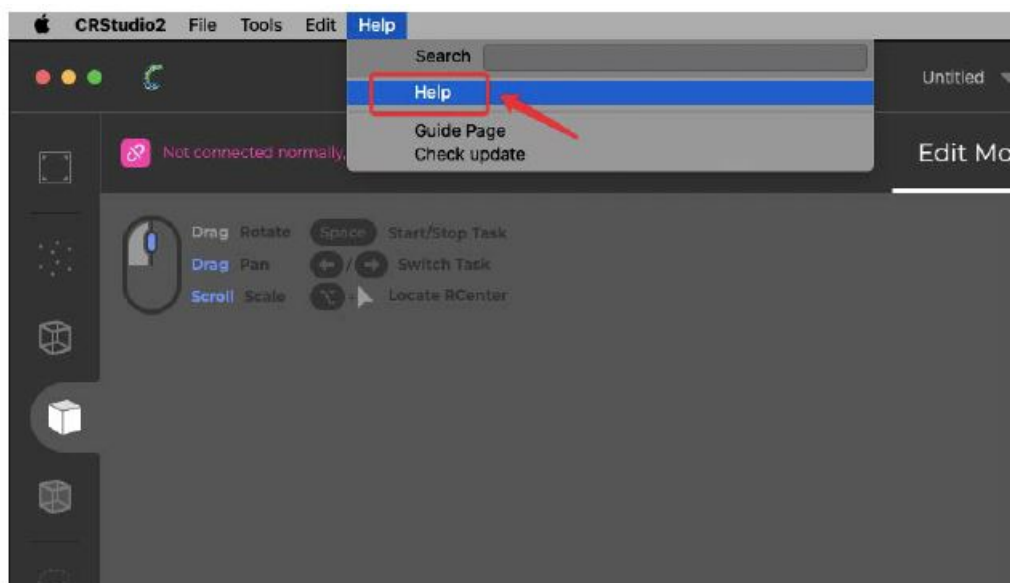 CRStudio2 File Tools Edit Help
Search
Help
Guide Page
Check update
Untitled
Not connected normally,
Edit Mo
Drag Rotate Space Start/Stop Task
Drag Pan / Switch Task
Scroll Scale + Locate RCenter